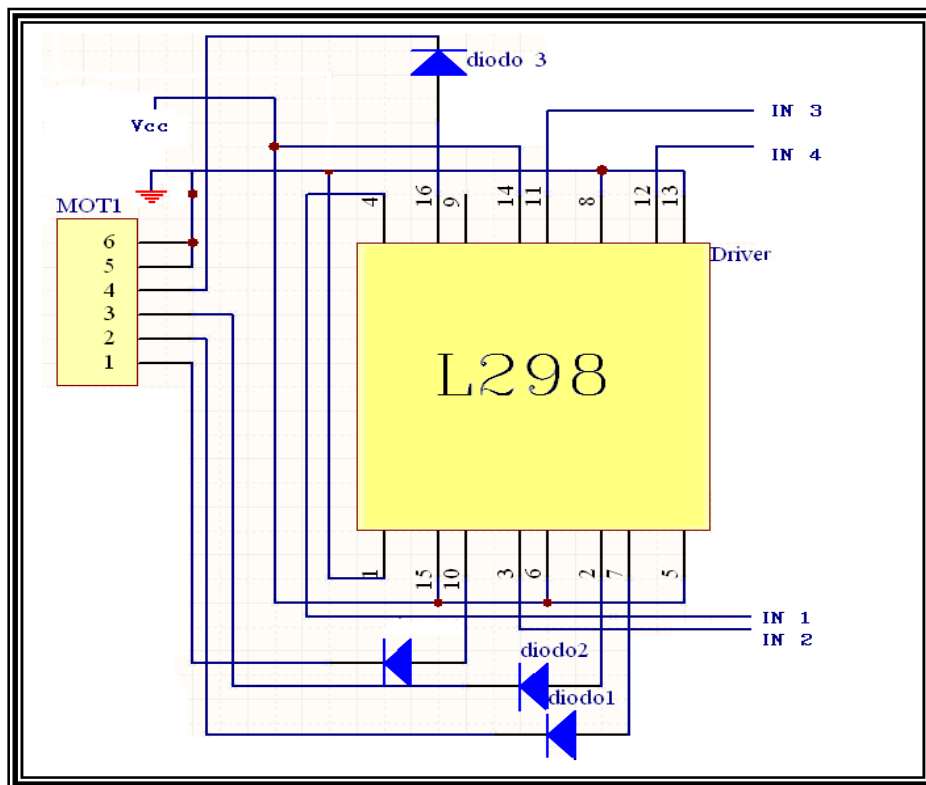 diodo 3
IN 3
Vcc
IN 4
4 16 9 14 11 8 12 13
MOT1
6
5
4
3
2
1
Driver
L298
1 15 10 3 6 2 7 5
IN 1
IN 2
diodo2
diodo1